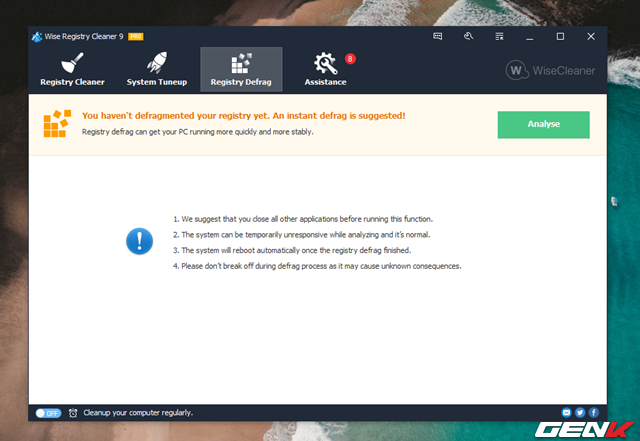 Wise Registry Cleaner 9 PRO
Registry Cleaner
System Tuneup
Registry Defrag
8
Assistance
W WiseCleaner
You haven't defragmented your registry yet. An instant defrag is suggested!
Registry defrag can get your PC running more quickly and more stably.
Analyse
1. We suggest that you close all other applications before running this function.
2. The system can be temporarily unresponsive while analyzing and it's normal.
3. The system will reboot automatically once the registry defrag finished.
4. Please don't break off during defrag process as it may cause unknown consequences.
OFF
Cleanup your computer regularly.
GENK